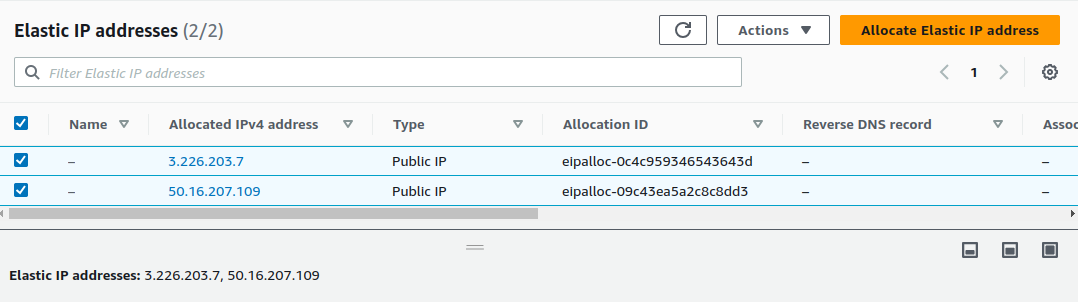 Elastic IP addresses (2/2) Actions Allocate Elastic IP address
Filter Elastic IP addresses 1
Name Allocated IPv4 address Type Allocation ID Reverse DNS record Assoc
– 3.226.203.7 Public IP eipalloc-0c4c959346543643d – –
– 50.16.207.109 Public IP eipalloc-09c43ea5a2c8c8dd3 – –
Elastic IP addresses: 3.226.203.7, 50.16.207.109